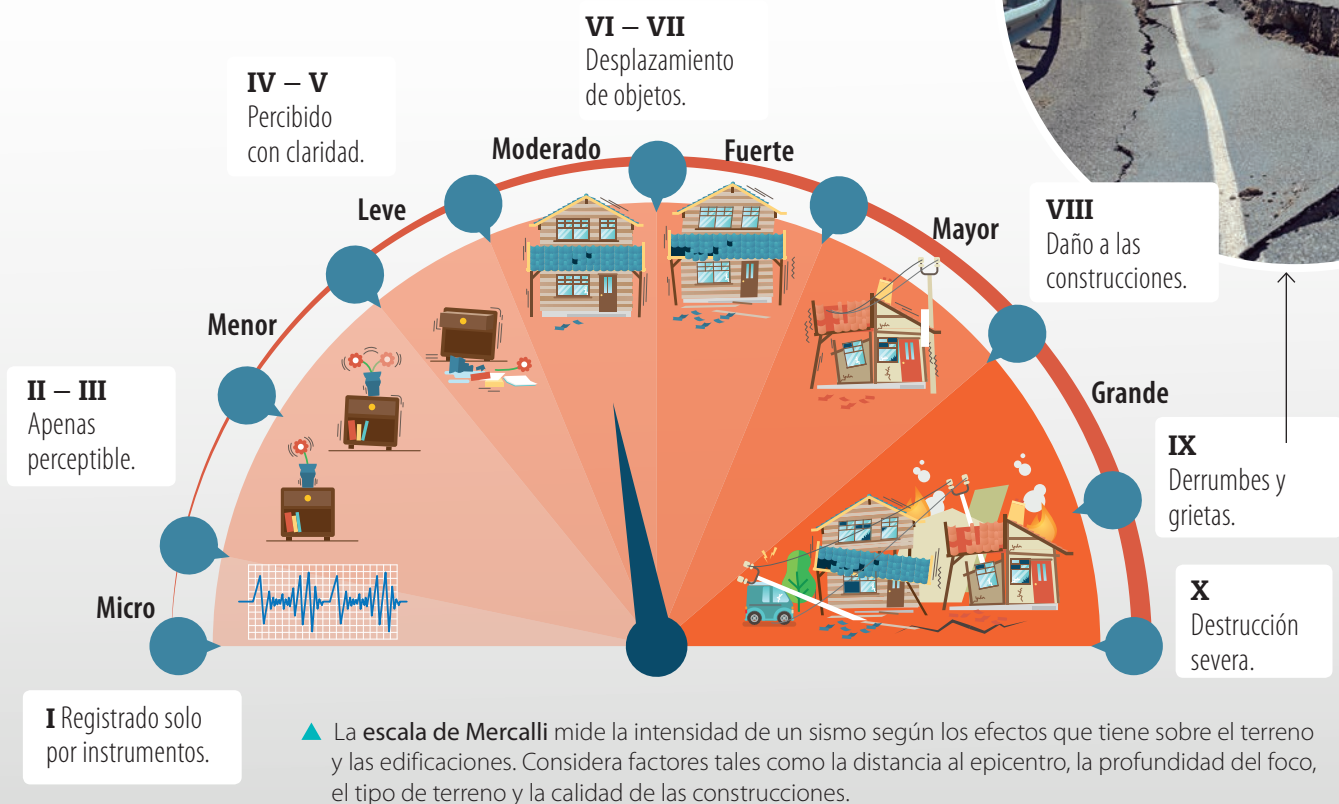 VI – VII
Desplazamiento
de objetos.
IV – V
Percibido
con claridad.
Moderado
Fuerte
Leve
Mayor
VIII
Daño a las
construcciones.
Menor
Grande
II – III
Apenas
perceptible.
IX
Derrumbes y
grietas.
Micro
X
Destrucción
severa.
I Registrado solo
por instrumentos.
La escala de Mercalli mide la intensidad de un sismo según los efectos que tiene sobre el terreno
y las edificaciones. Considera factores tales como la distancia al epicentro, la profundidad del foco,
el tipo de terreno y la calidad de las construcciones.